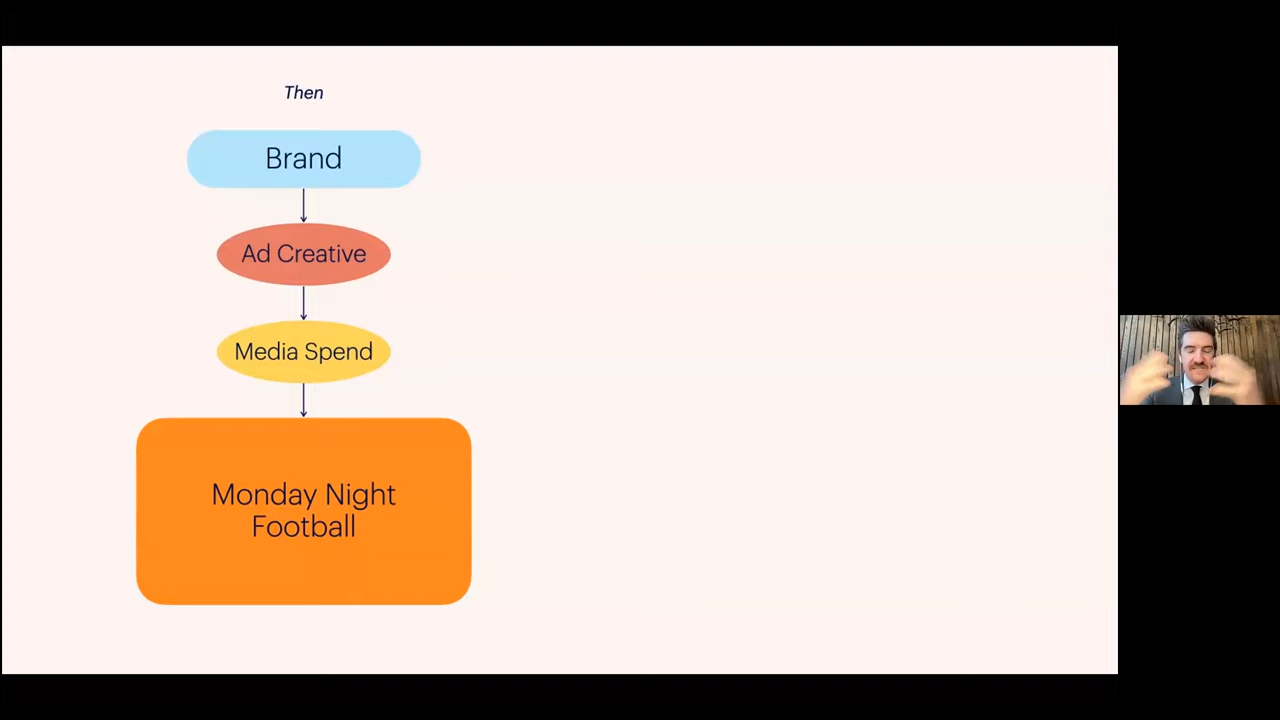 Then
Brand
Ad Creative
Media Spend
Monday Night
Football